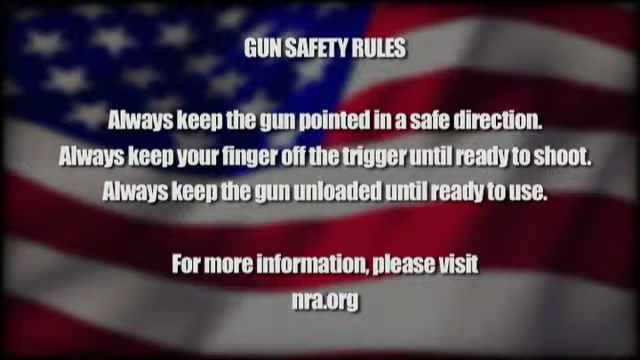 GUN SAFETY RULES
Always keep the gun pointed in a safe direction.
Always keep your finger off the trigger until ready to shoot.
Always keep the gun unloaded until ready to use.
For more information, please visit
nra.org